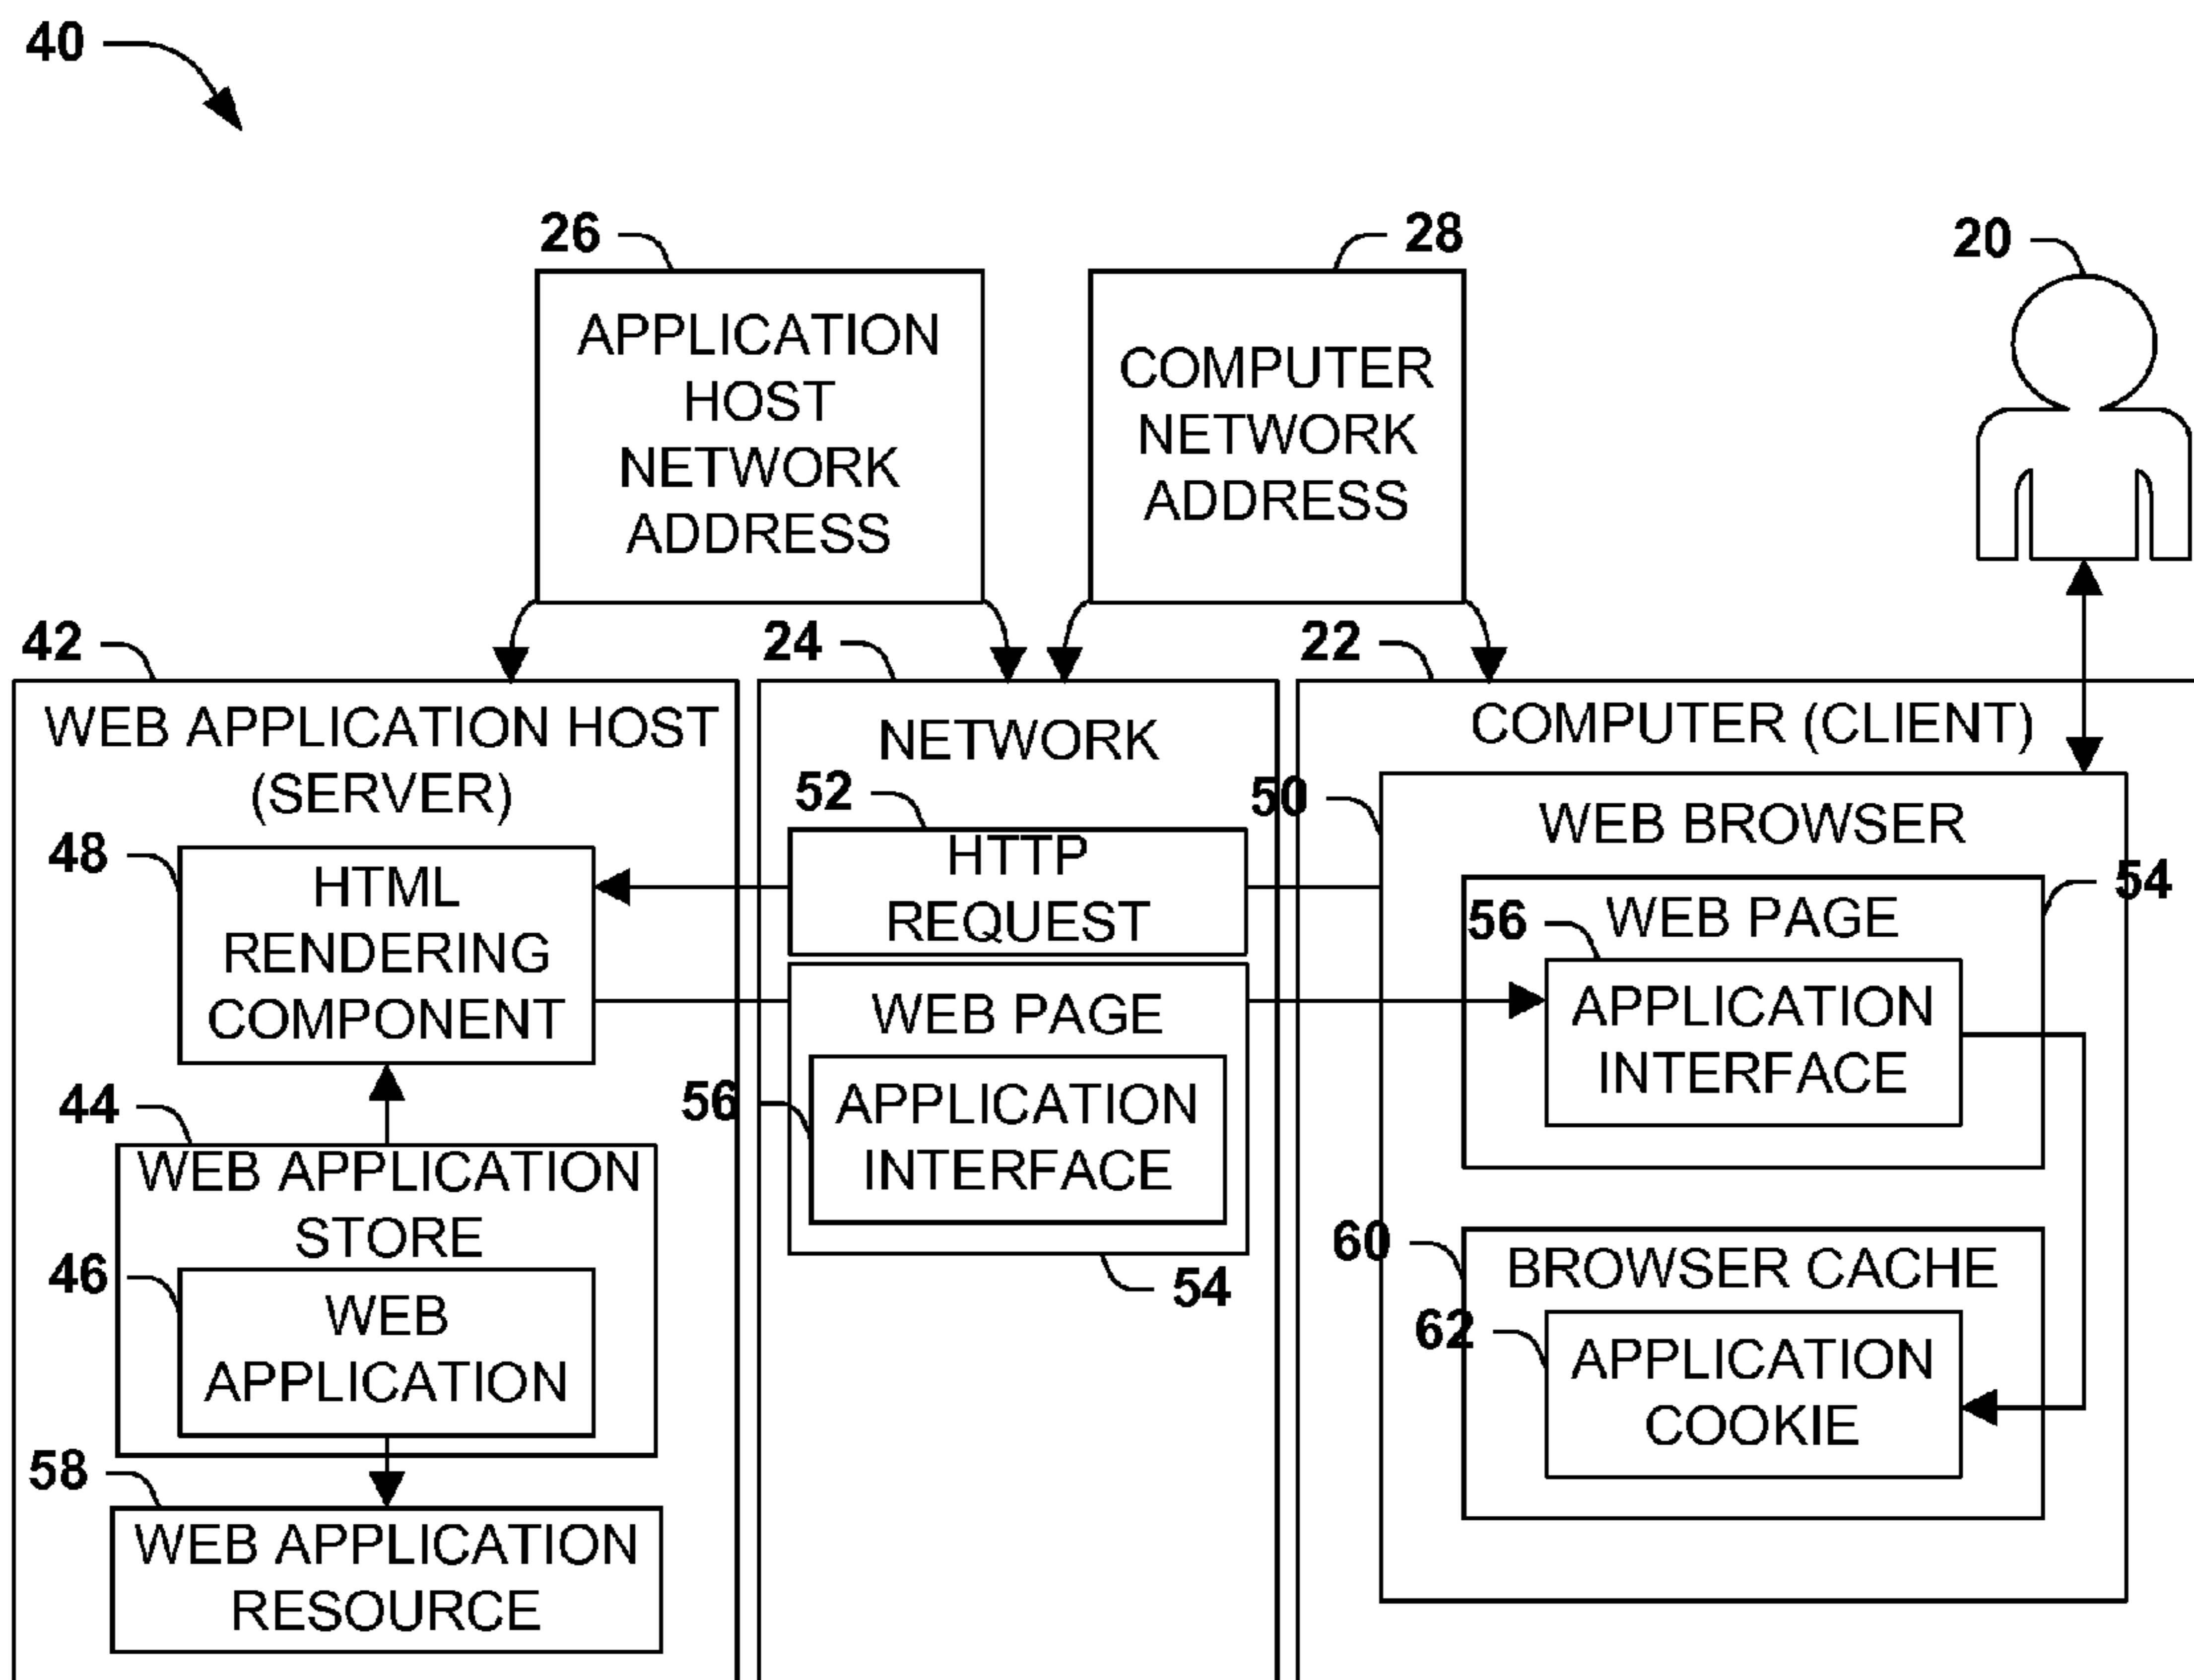 40
26
28
20
APPLICATION
HOST
NETWORK
ADDRESS
COMPUTER
NETWORK
ADDRESS
42
24
22
WEB APPLICATION HOST
(SERVER)
48
HTML
RENDERING
COMPONENT
44
WEB APPLICATION
STORE
46
WEB
APPLICATION
58
WEB APPLICATION
RESOURCE
NETWORK
52
HTTP
REQUEST
WEB PAGE
56
APPLICATION
INTERFACE
54
COMPUTER (CLIENT)
50
WEB BROWSER
54
WEB PAGE
56
APPLICATION
INTERFACE
60
BROWSER CACHE
62
APPLICATION
COOKIE